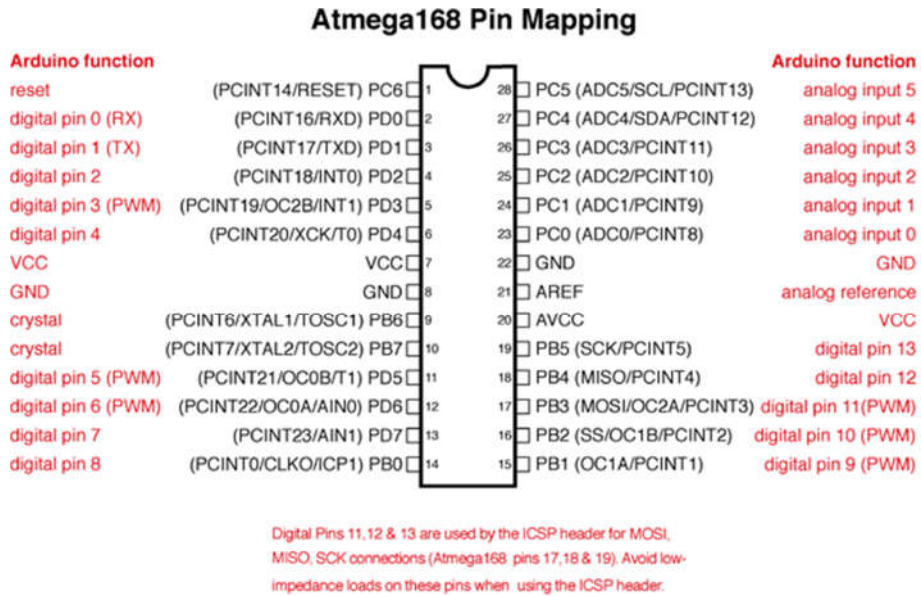 Atmega168 Pin Mapping
Arduino function Arduino function
reset (PCINT14/RESET) PC6 1 28 PC5 (ADC5/SCL/PCINT13) analog input 5
digital pin 0 (RX) (PCINT16/RXD) PD0 2 27 PC4 (ADC4/SDA/PCINT12) analog input 4
digital pin 1 (TX) (PCINT17/TXD) PD1 3 26 PC3 (ADC3/PCINT11) analog input 3
digital pin 2 (PCINT18/INT0) PD2 4 25 PC2 (ADC2/PCINT10) analog input 2
digital pin 3 (PWM) (PCINT19/OC2B/INT1) PD3 5 24 PC1 (ADC1/PCINT9) analog input 1
digital pin 4 (PCINT20/XCK/T0) PD4 6 23 PC0 (ADC0/PCINT8) analog input 0
VCC VCC 7 22 GND GND
GND GND 8 21 AREF analog reference
crystal (PCINT6/XTAL1/TOSC1) PB6 9 20 AVCC VCC
crystal (PCINT7/XTAL2/TOSC2) PB7 10 19 PB5 (SCK/PCINT5) digital pin 13
digital pin 5 (PWM) (PCINT21/OC0B/T1) PD5 11 18 PB4 (MISO/PCINT4) digital pin 12
digital pin 6 (PWM) (PCINT22/OC0A/AIN0) PD6 12 17 PB3 (MOSI/OC2A/PCINT3) digital pin 11(PWM)
digital pin 7 (PCINT23/AIN1) PD7 13 16 PB2 (SS/OC1B/PCINT2) digital pin 10 (PWM)
digital pin 8 (PCINT0/CLKO/ICP1) PB0 14 15 PB1 (OC1A/PCINT1) digital pin 9 (PWM)
Digital Pins 11,12 & 13 are used by the ICSP header for MOSI,
MISO, SCK connections (Atmega168 pins 17,18 & 19). Avoid low-
impedance loads on these pins when using the ICSP header.